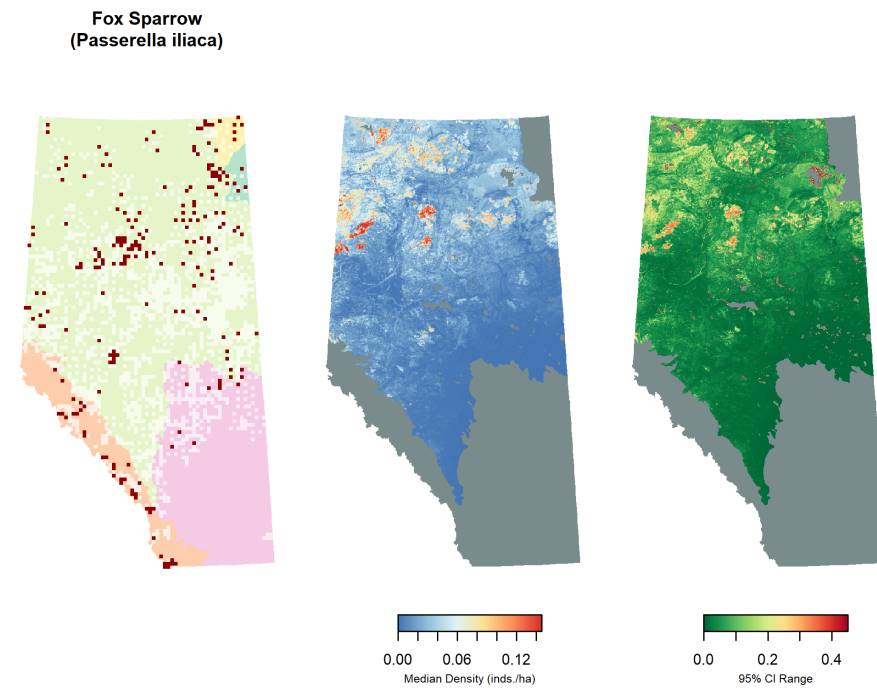 Fox Sparrow
(Passerella iliaca)
0.00 0.06 0.12
Median Density (inds./ha)
0.0 0.2 0.4
95% CI Range